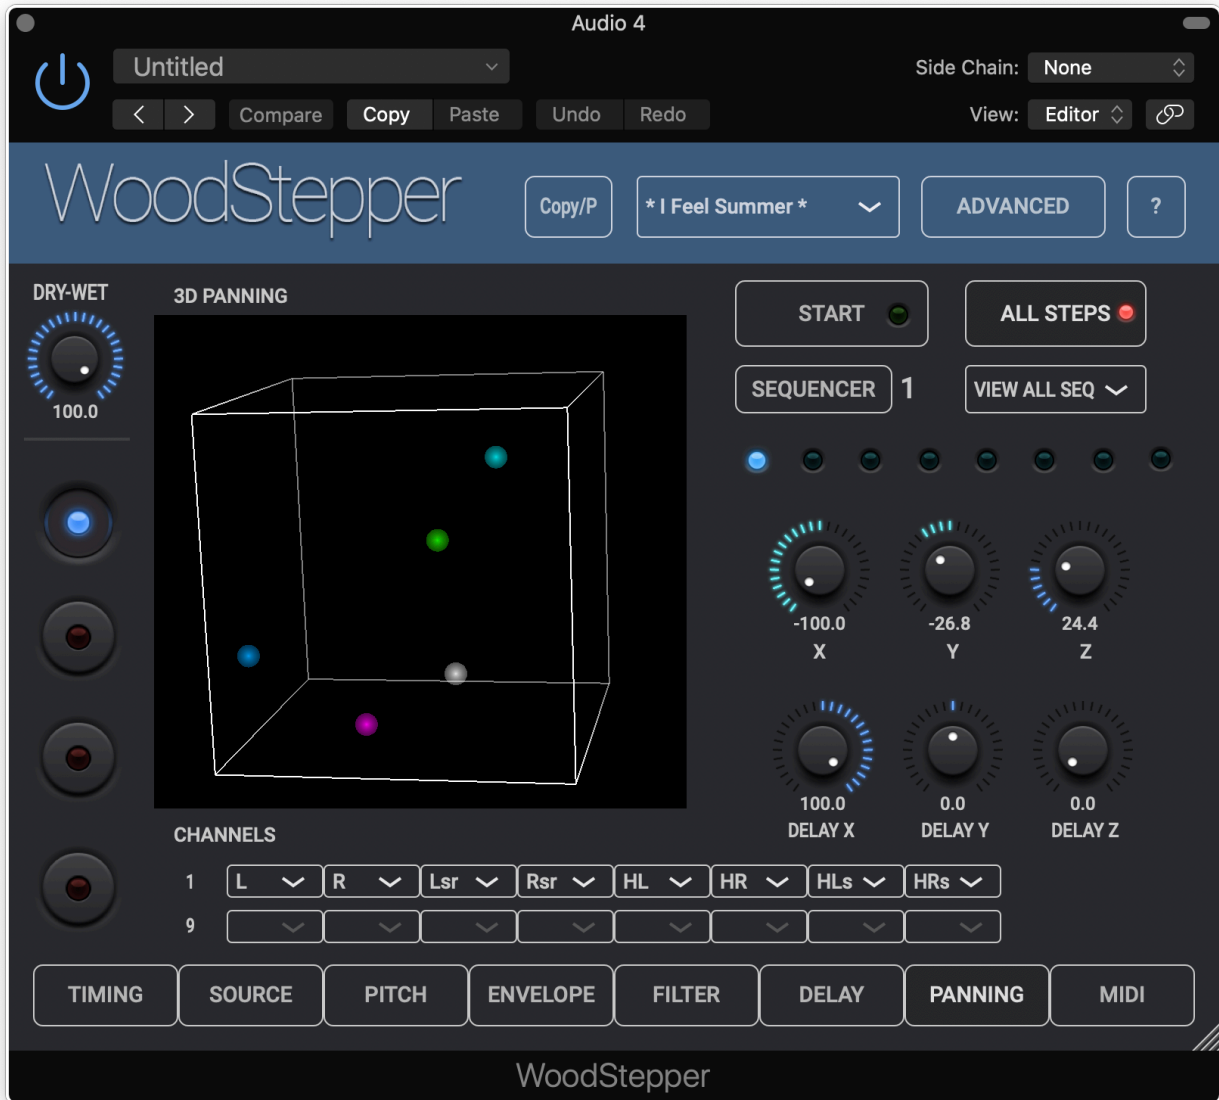 Audio 4
Untitled
Side Chain: None
Compare Copy Paste Undo Redo
View: Editor
WoodStepper
Copy/P
* I Feel Summer *
ADVANCED
?
DRY-WET
100.0
3D PANNING
START
ALL STEPS
SEQUENCER 1
VIEW ALL SEQ
-100.0 -26.8 24.4
X Y Z
100.0 0.0 0.0
DELAY X DELAY Y DELAY Z
CHANNELS
1 L R Lsr Rsr HL HR HLs HRs
9
TIMING SOURCE PITCH ENVELOPE FILTER DELAY PANNING MIDI
WoodStepper